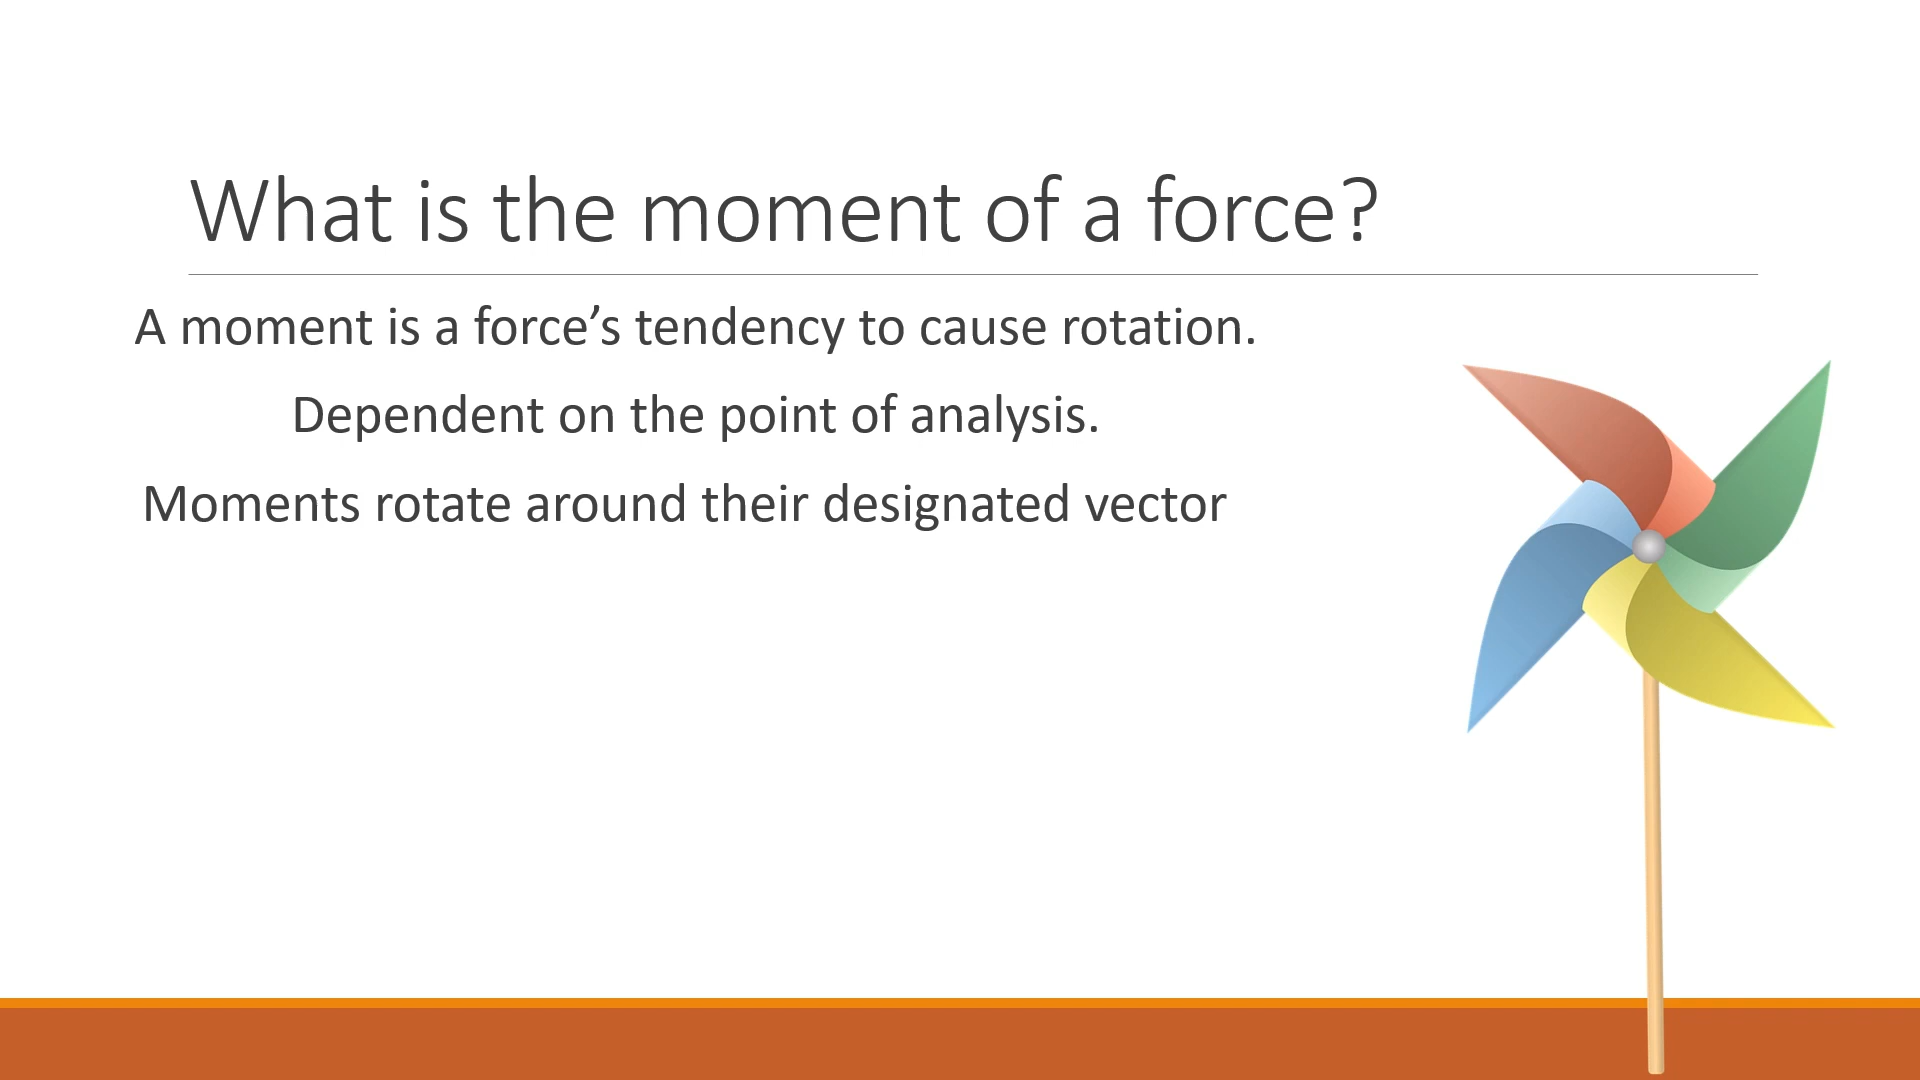 What is the moment of a force?
A moment is a force’s tendency to cause rotation.
Dependent on the point of analysis.
Moments rotate around their designated vector